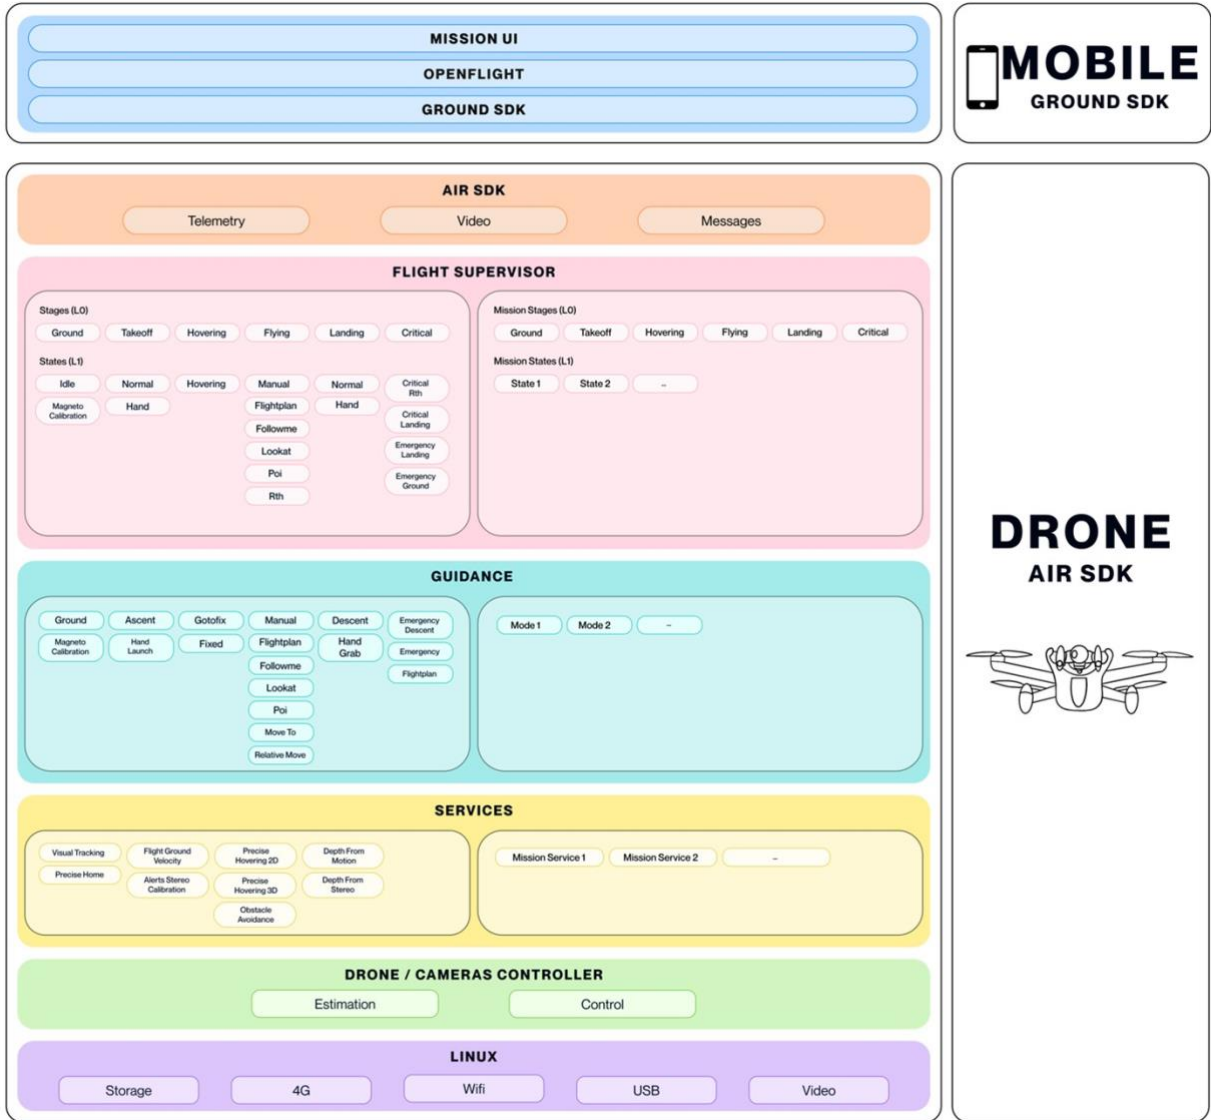 MISSION UI
OPENFLIGHT
GROUND SDK
MOBILE
GROUND SDK
AIR SDK
Telemetry Video Messages
FLIGHT SUPERVISOR
Stages (L0)
Ground Takeoff Hovering Flying Landing Critical
States (L1)
Idle Normal Hovering Manual Normal Critical
Rth
Magneto
Calibration
Hand
Flightplan
Hand
Critical
Landing
Followme
Lookat
Emergency
Landing
Poi
Emergency
Ground
Rth
Mission Stages (L0)
Ground Takeoff Hovering Flying Landing Critical
Mission States (L1)
State 1 State 2 ..
GUIDANCE
Ground Ascent Gotofix Manual Descent Emergency
Descent
Magneto
Calibration
Hand
Launch
Fixed
Flightplan
Hand
Grab
Emergency
Followme
Flightplan
Lookat
Poi
Move To
Relative Move
Mode 1 Mode 2 ..
SERVICES
Visual Tracking
Flight Ground
Velocity
Precise
Hovering 2D
Depth From
Motion
Precise Home
Alerts Stereo
Calibration
Precise
Hovering 3D
Depth From
Stereo
Obstacle
Avoidance
Mission Service 1 Mission Service 2 ..
DRONE / CAMERAS CONTROLLER
Estimation Control
LINUX
Storage 4G Wifi USB Video
DRONE
AIR SDK